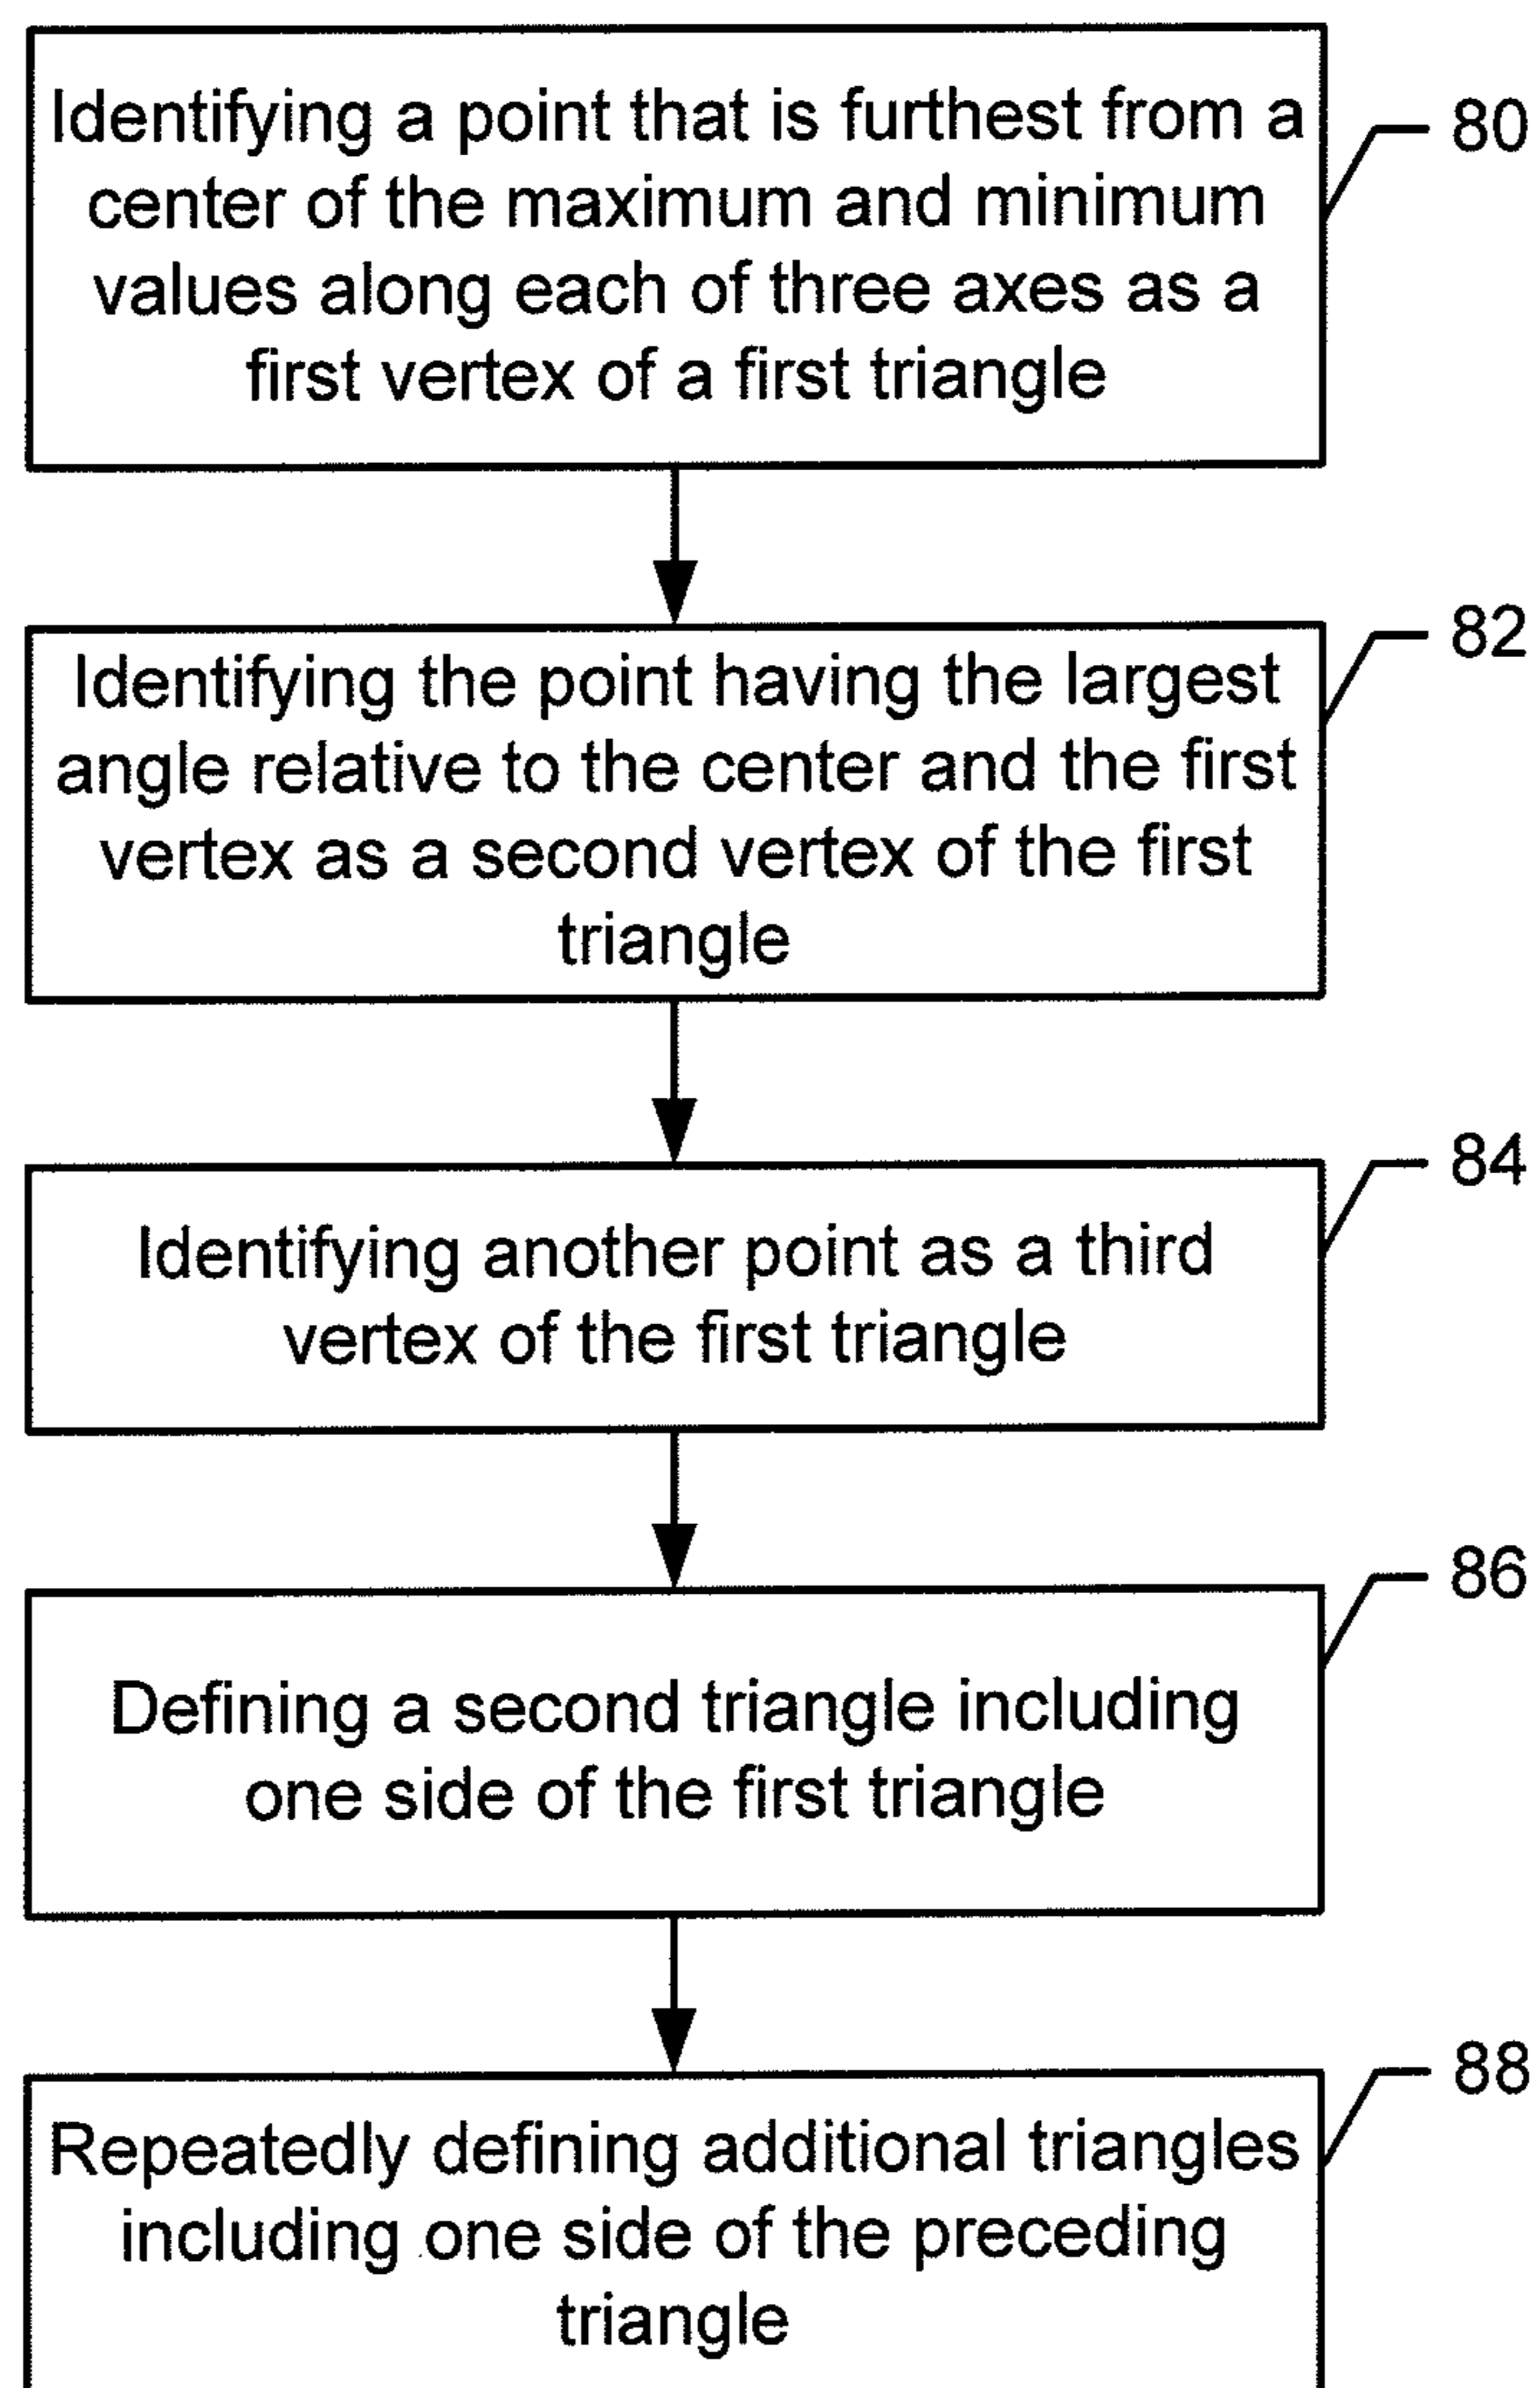 Identifying a point that is furthest from a
center of the maximum and minimum
values along each of three axes as a
first vertex of a first triangle
80
Identifying the point having the largest
angle relative to the center and the first
vertex as a second vertex of the first
triangle
82
Identifying another point as a third
vertex of the first triangle
84
Defining a second triangle including
one side of the first triangle
86
Repeatedly defining additional triangles
including one side of the preceding
triangle
88